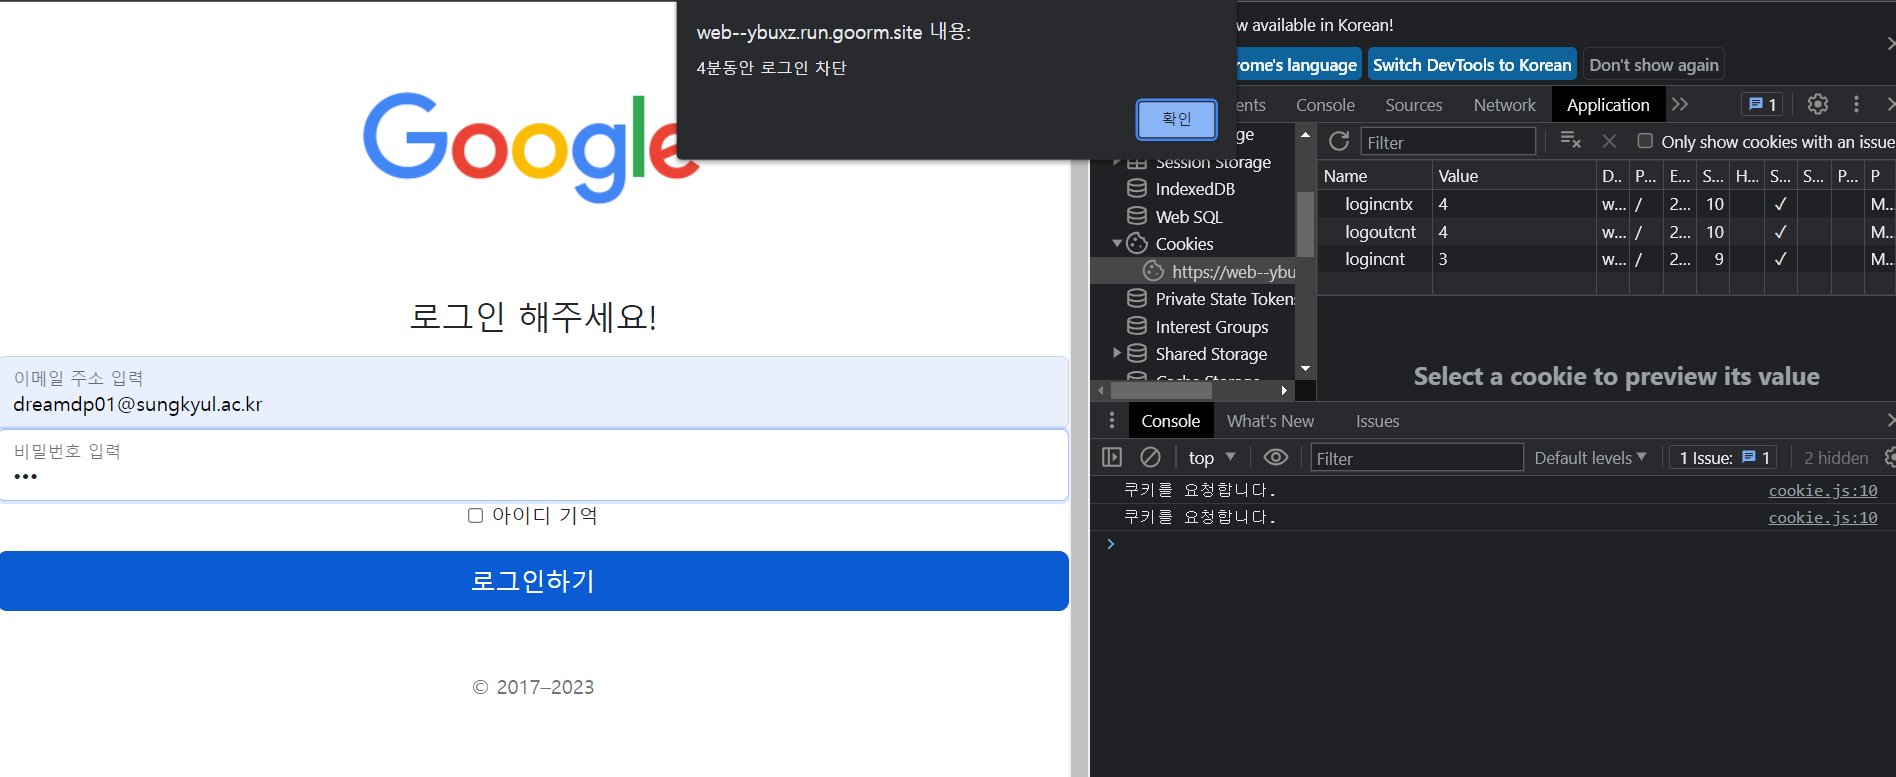 web--ybuxz.run.goorm.site 내용:
4분동안 로그인 차단
확인
Google
로그인 해주세요!
이메일 주소 입력
dreamdp01@sungkyul.ac.kr
비밀번호 입력
•••
아이디 기억
로그인하기
© 2017–2023
w available in Korean!
rome's language
Switch DevTools to Korean
Don't show again
ents Console Sources Network Application 1
Filter
Only show cookies with an issue
ge
Session Storage
IndexedDB
Web SQL
Cookies
https://web--ybu
Private State Tokens
Interest Groups
Shared Storage
Cache Storage
Name Value D... P... E... S... H... S... S... P... P
logincntx 4 w... / 2... 10 ✓ M...
logoutcnt 4 w... / 2... 10 ✓ M...
logincnt 3 w... / 2... 9 ✓ M...
Select a cookie to preview its value
Console What's New Issues
top Filter Default levels 1 Issue: 1 2 hidden
쿠키를 요청합니다. cookie.js:10
쿠키를 요청합니다. cookie.js:10